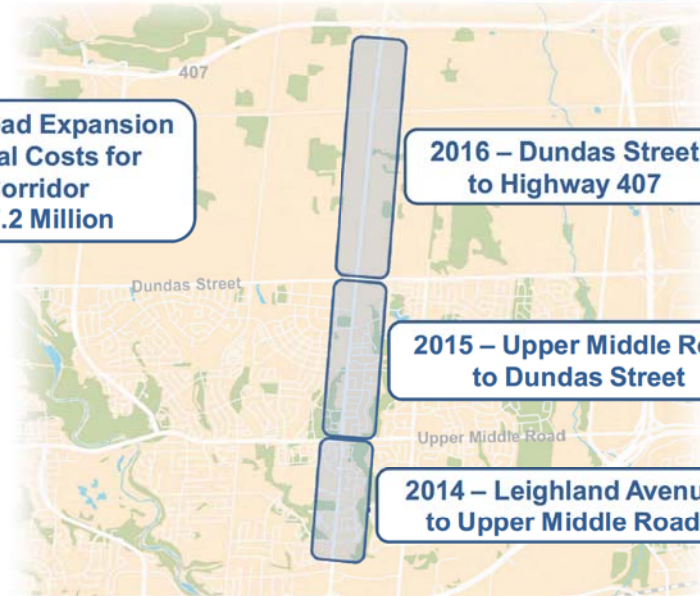 407
ad Expansion
al Costs for
orridor
.2 Million
2016 – Dundas Street
to Highway 407
Dundas Street
2015 – Upper Middle R
to Dundas Street
Upper Middle Road
2014 – Leighland Avenu
to Upper Middle Road